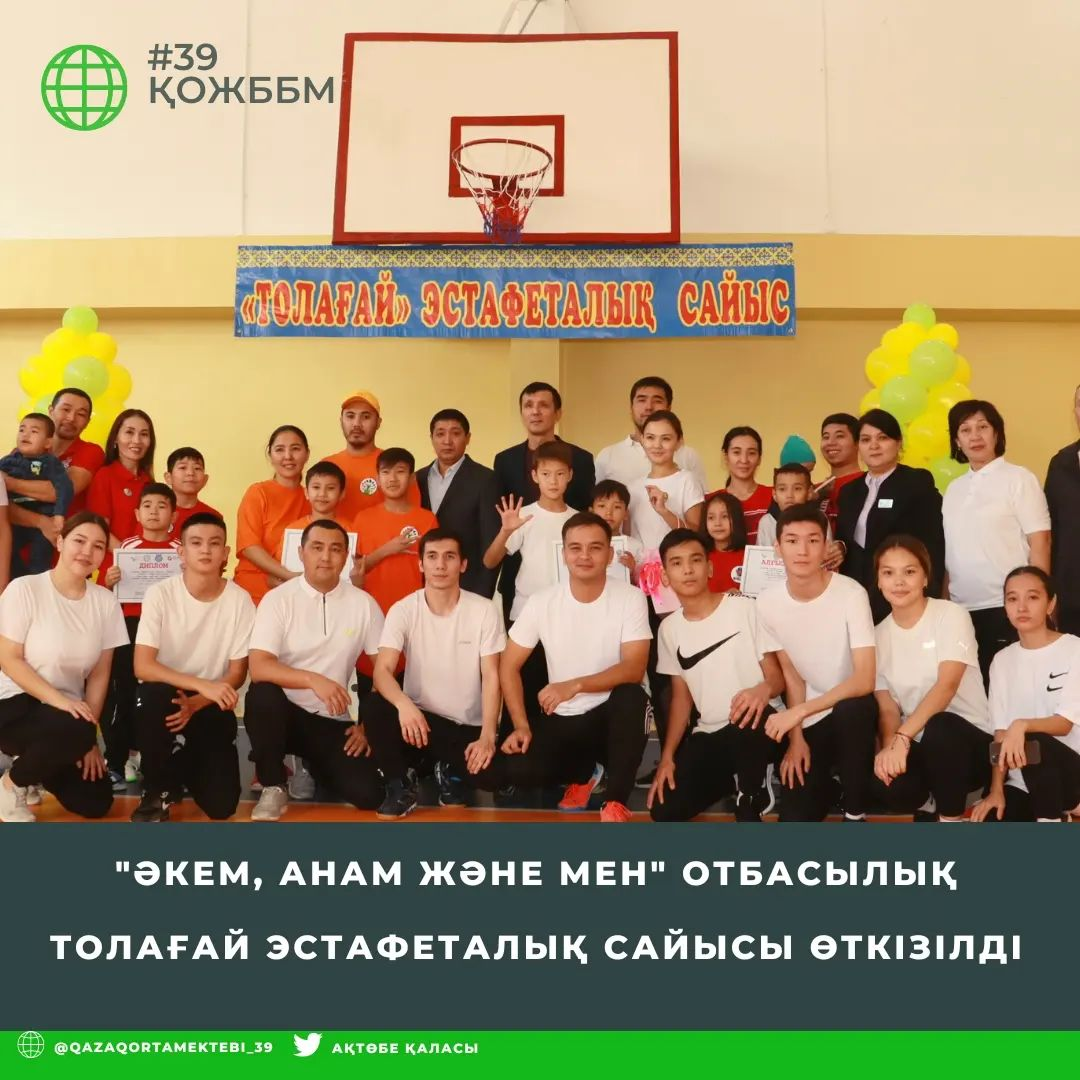 #39
ҚОЖББМ
«ТОЛАҒАЙ» ЭСТАФЕТАЛЫҚ САЙЫС
ДИПЛОМ
"ӘКЕМ, АНАМ ЖӘНЕ МЕН" ОТБАСЫЛЫҚ
ТОЛАҒАЙ ЭСТАФЕТАЛЫҚ САЙЫСЫ ӨТКІЗІЛДІ
@QAZAQORTAMEKTEBI_39 АҚТӨБЕ ҚАЛАСЫ